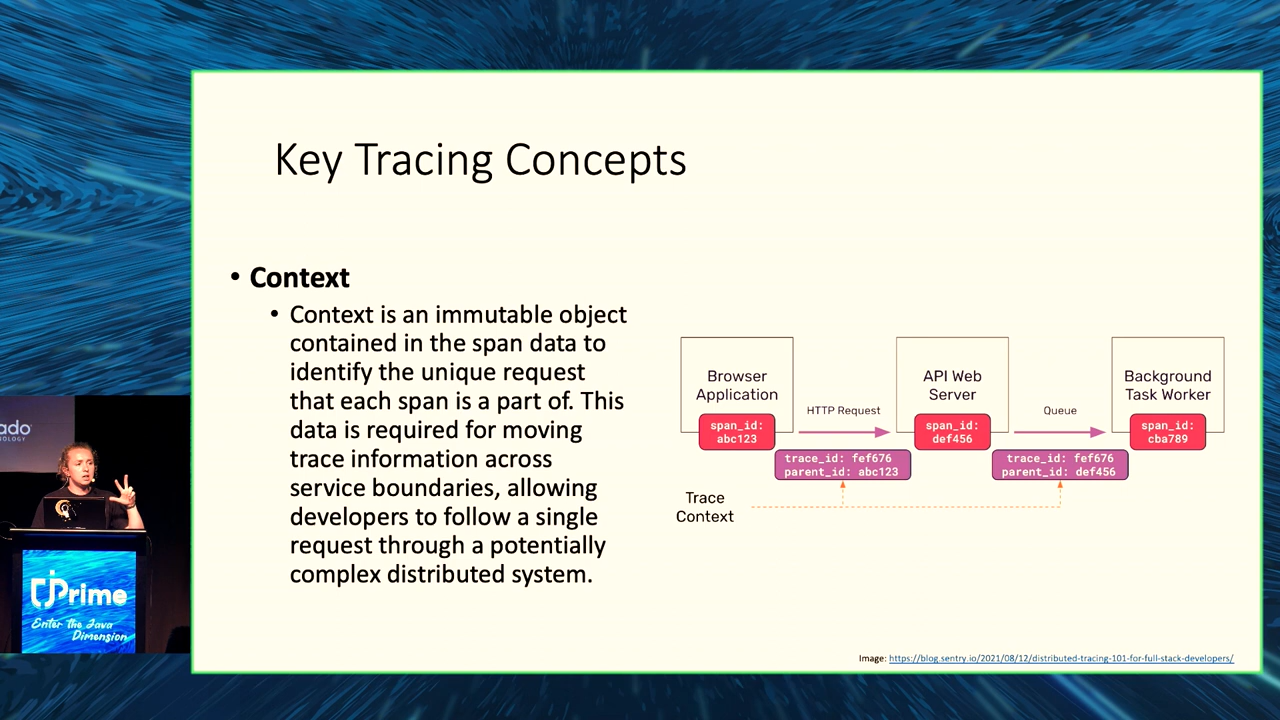 Key Tracing Concepts
• Context
• Context is an immutable object
contained in the span data to
identify the unique request
that each span is a part of. This
data is required for moving
trace information across
service boundaries, allowing
developers to follow a single
request through a potentially
complex distributed system.
Browser
Application
span_id:
abc123
HTTP Request
trace_id: fef676
parent_id: abc123
API Web
Server
span_id:
def456
Queue
trace_id: fef676
parent_id: def456
Background
Task Worker
span_id:
cba789
Trace
Context
Image: https://blog.sentry.io/2021/08/12/distributed-tracing-101-for-full-stack-developers/
JPrime
Enter the Java
Dimension